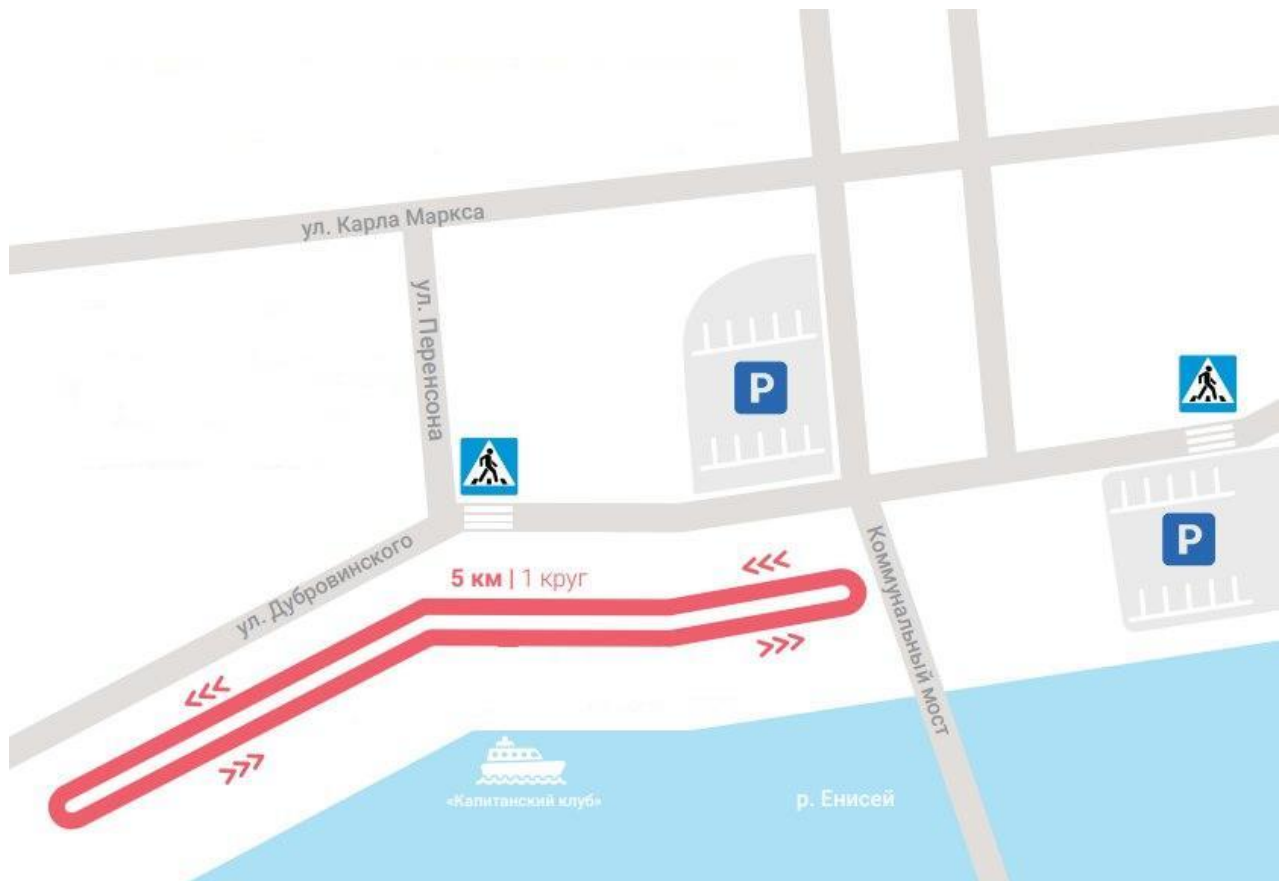 ул. Карла Маркса
ул. Перенсона
P
P
ул. Дубровинского
5 км | 1 круг
<<<
>>>
<<<
>>>
Коммунальный мост
«Капитанский клуб»
р. Енисей